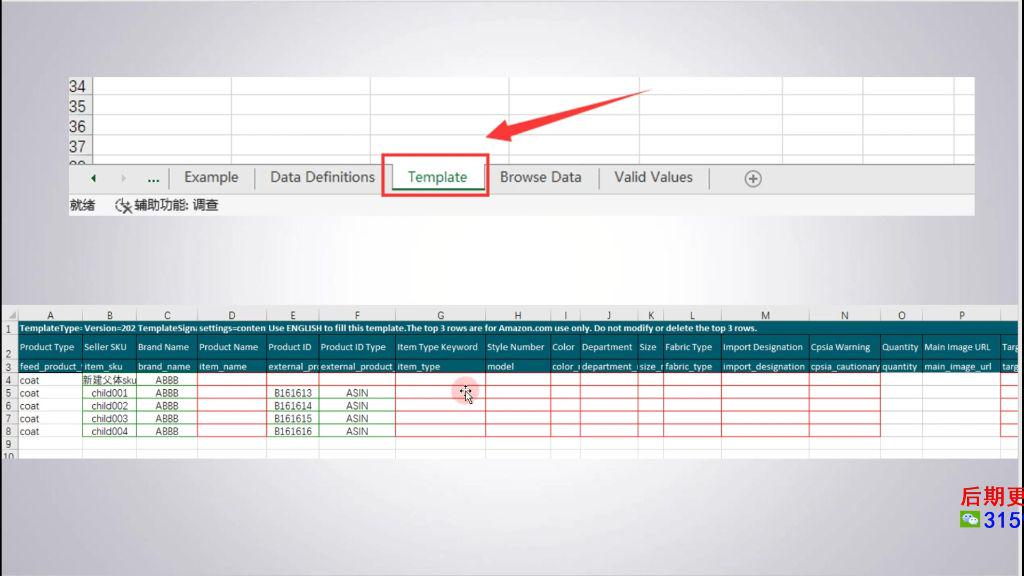 34
35
36
37
... Example Data Definitions Template Browse Data Valid Values
就绪 辅助功能: 调查
A B C D E F G H I J K L M N O P
1 TemplateType= Version=202 TemplateSigna settings=conten Use ENGLISH to fill this template.The top 3 rows are for Amazon.com use only. Do not modify or delete the top 3 rows.
2 Product Type Seller SKU Brand Name Product Name Product ID Product ID Type Item Type Keyword Style Number Color Department Size Fabric Type Import Designation Cpsia Warning Quantity Main Image URL Targ
3 feed_product_ item_sku brand_name item_name external_pro external_product_ item_type model color_ department_ size_ fabric_type import_designation cpsia_cautionary quantity main_image_url targ
4 coat 新建父体sku ABBB
5 coat child001 ABBB B161613 ASIN
6 coat child002 ABBB B161614 ASIN
7 coat child003 ABBB B161615 ASIN
8 coat child004 ABBB B161616 ASIN
9
10
后期更
315